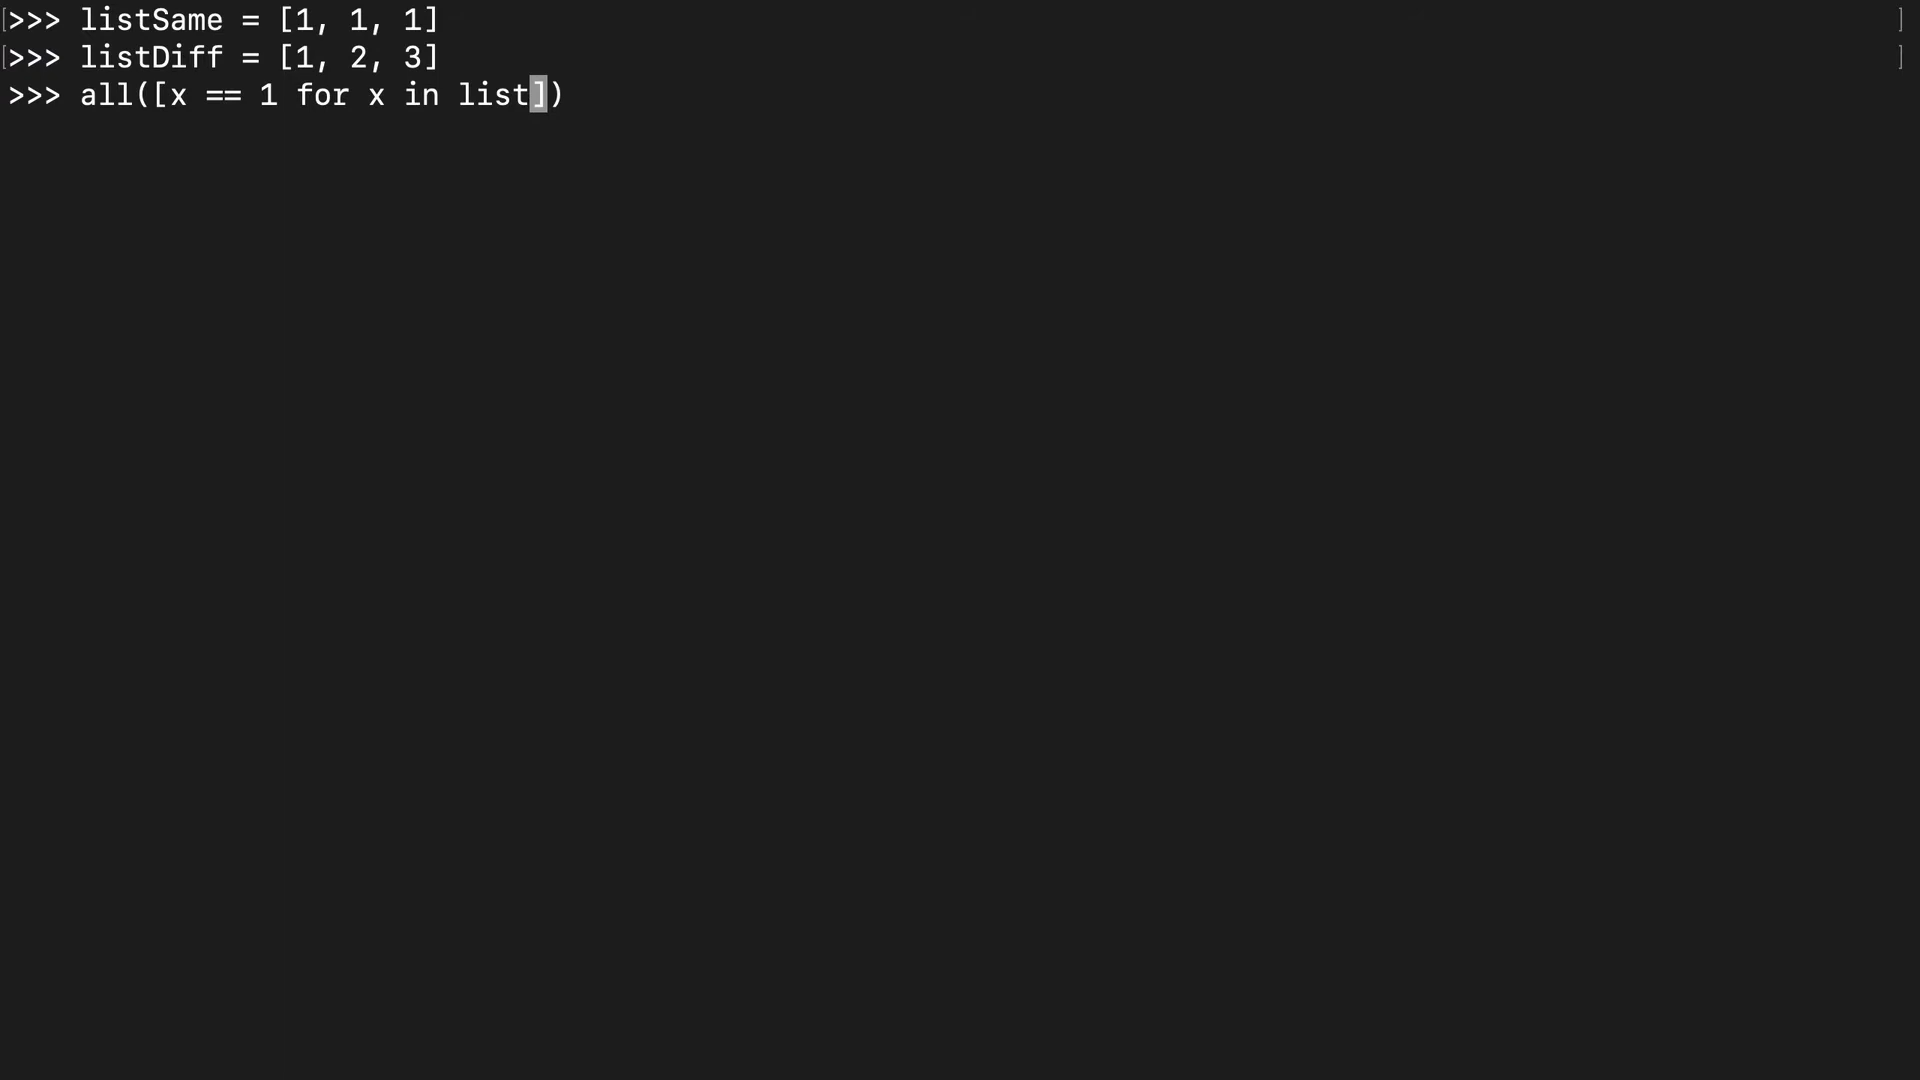 [>>> listSame = [1, 1, 1] ]
[>>> listDiff = [1, 2, 3] ]
>>> all([x == 1 for x in list])